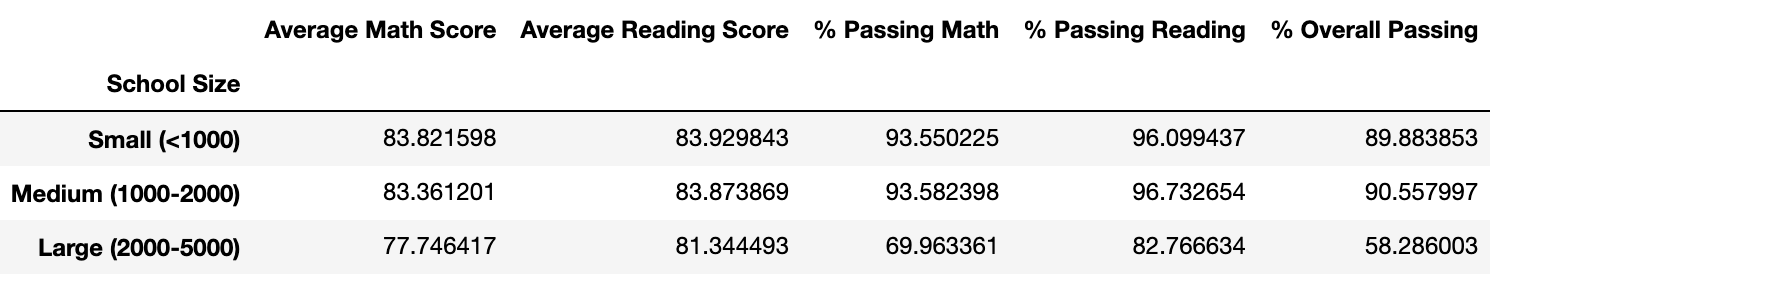 Average Math Score Average Reading Score % Passing Math % Passing Reading % Overall Passing
School Size
Small (<1000) 83.821598 83.929843 93.550225 96.099437 89.883853
Medium (1000-2000) 83.361201 83.873869 93.582398 96.732654 90.557997
Large (2000-5000) 77.746417 81.344493 69.963361 82.766634 58.286003